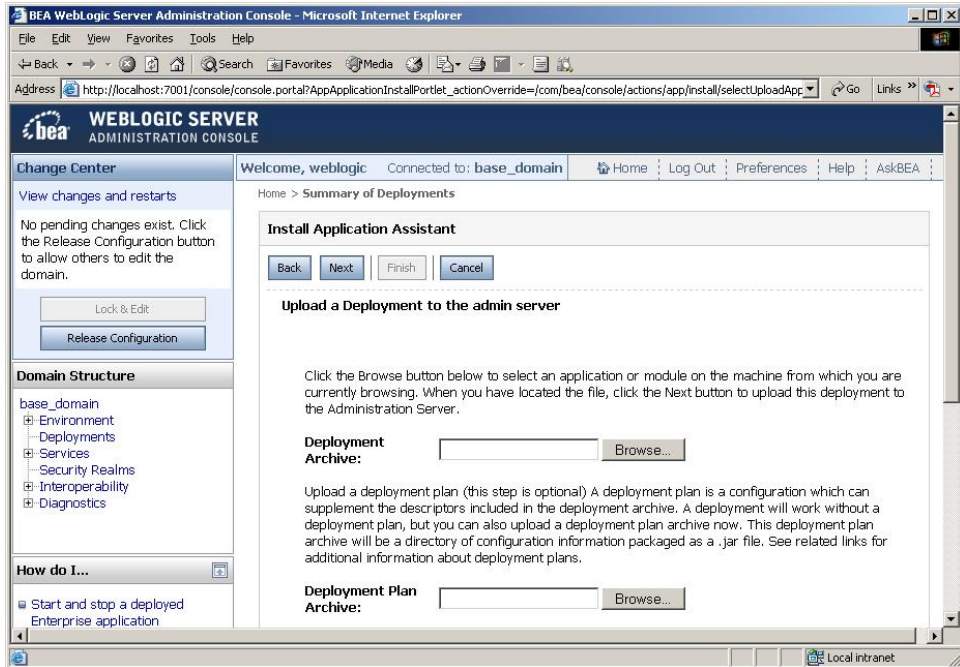 BEA WebLogic Server Administration Console - Microsoft Internet Explorer
File Edit View Favorites Tools Help
Back Search Favorites Media
Address http://localhost:7001/console/console.portal?AppApplicationInstallPortlet_actionOverride=/com/bea/console/actions/app/install/selectUploadApp Go Links »
bea WEBLOGIC SERVER
ADMINISTRATION CONSOLE
Change Center
View changes and restarts
No pending changes exist. Click
the Release Configuration button
to allow others to edit the
domain.
Lock & Edit
Release Configuration
Domain Structure
base_domain
Environment
Deployments
Services
Security Realms
Interoperability
Diagnostics
How do I...
Start and stop a deployed
Enterprise application
Welcome, weblogic Connected to: base_domain Home Log Out Preferences Help AskBEA
Home > Summary of Deployments
Install Application Assistant
Back Next Finish Cancel
Upload a Deployment to the admin server
Click the Browse button below to select an application or module on the machine from which you are
currently browsing. When you have located the file, click the Next button to upload this deployment to
the Administration Server.
Deployment
Archive:
Browse...
Upload a deployment plan (this step is optional) A deployment plan is a configuration which can
supplement the descriptors included in the deployment archive. A deployment will work without a
deployment plan, but you can also upload a deployment plan archive now. This deployment plan
archive will be a directory of configuration information packaged as a .jar file. See related links for
additional information about deployment plans.
Deployment Plan
Archive:
Browse...
Local intranet